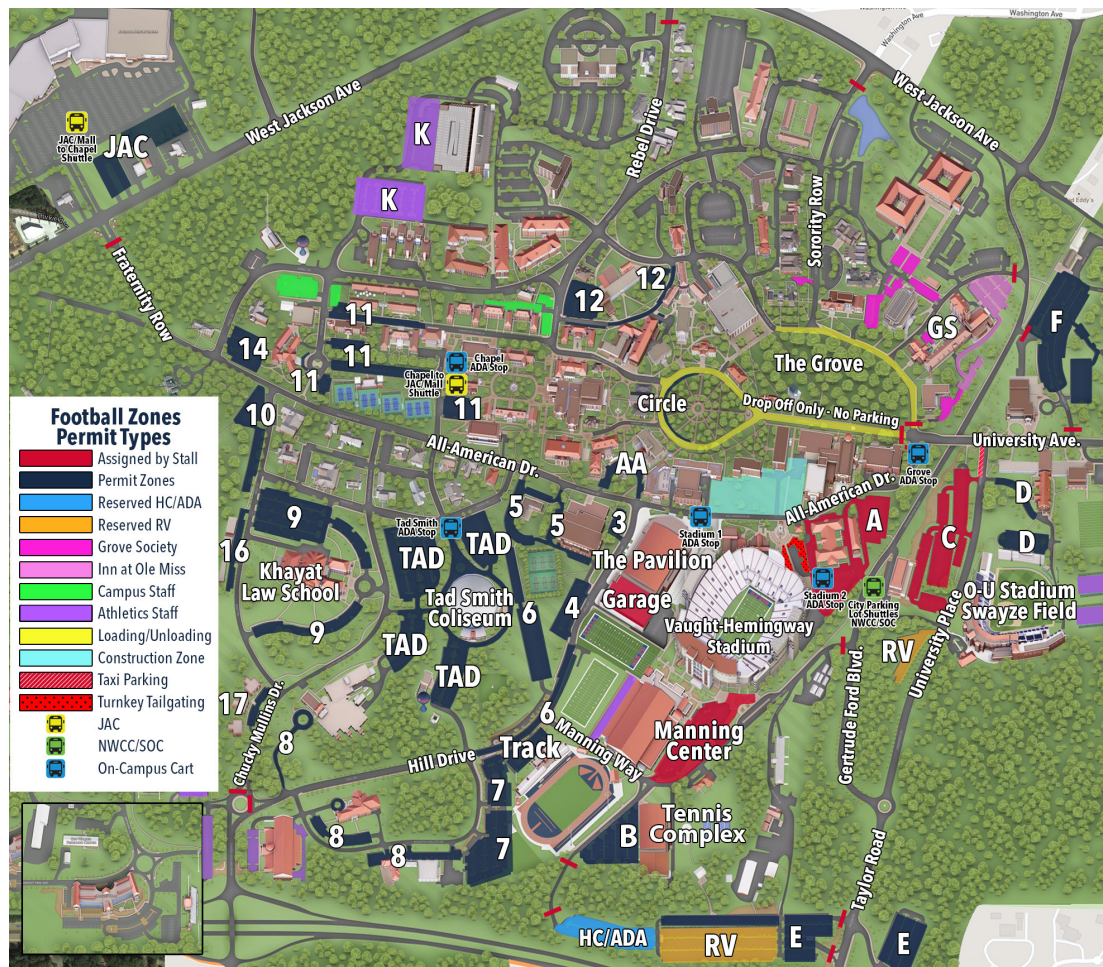 Washington Ave
Washington Ave
West Jackson Ave
West Jackson Ave
JAC/Mall
to Chapel
Shuttle
JAC
K
K
Rebel Drive
Sorority Row
Fraternity Row
12
12
11
GS
F
14
11
11
Chapel
ADA Stop
Chapel to
JAC/Mall
Shuttle
11
The Grove
Circle
Drop Off Only - No Parking
University Ave.
10
All-American Dr.
AA
Grove
ADA Stop
All-American Dr.
Football Zones
Permit Types
Assigned by Stall
Permit Zones
Reserved HC/ADA
Reserved RV
Grove Society
Inn at Ole Miss
Campus Staff
Athletics Staff
Loading/Unloading
Construction Zone
Taxi Parking
Turnkey Tailgating
JAC
NWCC/SOC
On-Campus Cart
9
5
5
3
Stadium 1
ADA Stop
A
C
D
D
Tad Smith
ADA Stop
TAD
TAD
16
Khayat
Law School
The Pavilion
Garage
Tad Smith
Coliseum
6
4
Vaught-Hemingway
Stadium
Stadium 2
ADA Stop
City Parking
Lot Shuttles
NWCC/SOC
O-U Stadium
Swayze Field
9
TAD
TAD
RV
University Place
Gertrude Ford Blvd.
17
Chucky Mullins Dr.
8
6
Manning Way
Manning
Center
Hill Drive
Track
7
Tennis
Complex
8
8
7
B
Taylor Road
HC/ADA
RV
E
E